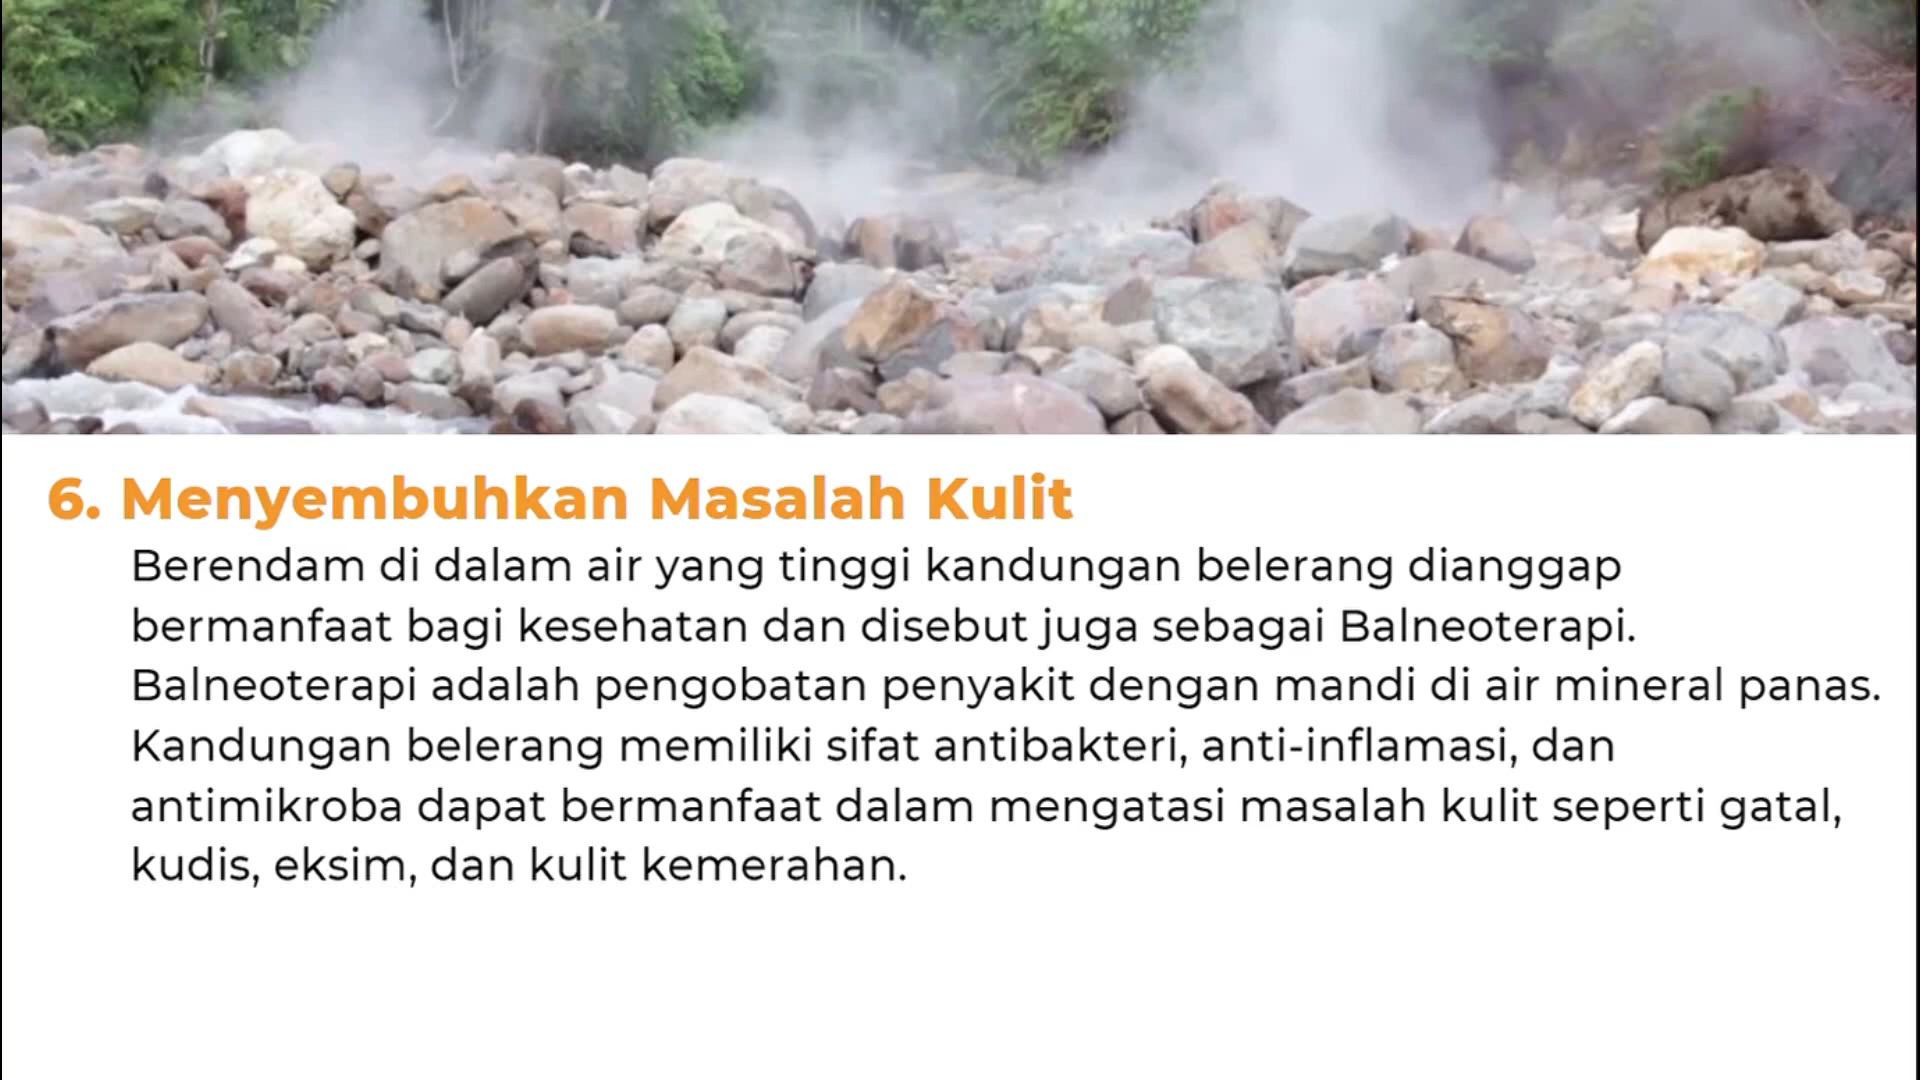 6. Menyembuhkan Masalah Kulit
Berendam di dalam air yang tinggi kandungan belerang dianggap
bermanfaat bagi kesehatan dan disebut juga sebagai Balneoterapi.
Balneoterapi adalah pengobatan penyakit dengan mandi di air mineral panas.
Kandungan belerang memiliki sifat antibakteri, anti-inflamasi, dan
antimikroba dapat bermanfaat dalam mengatasi masalah kulit seperti gatal,
kudis, eksim, dan kulit kemerahan.